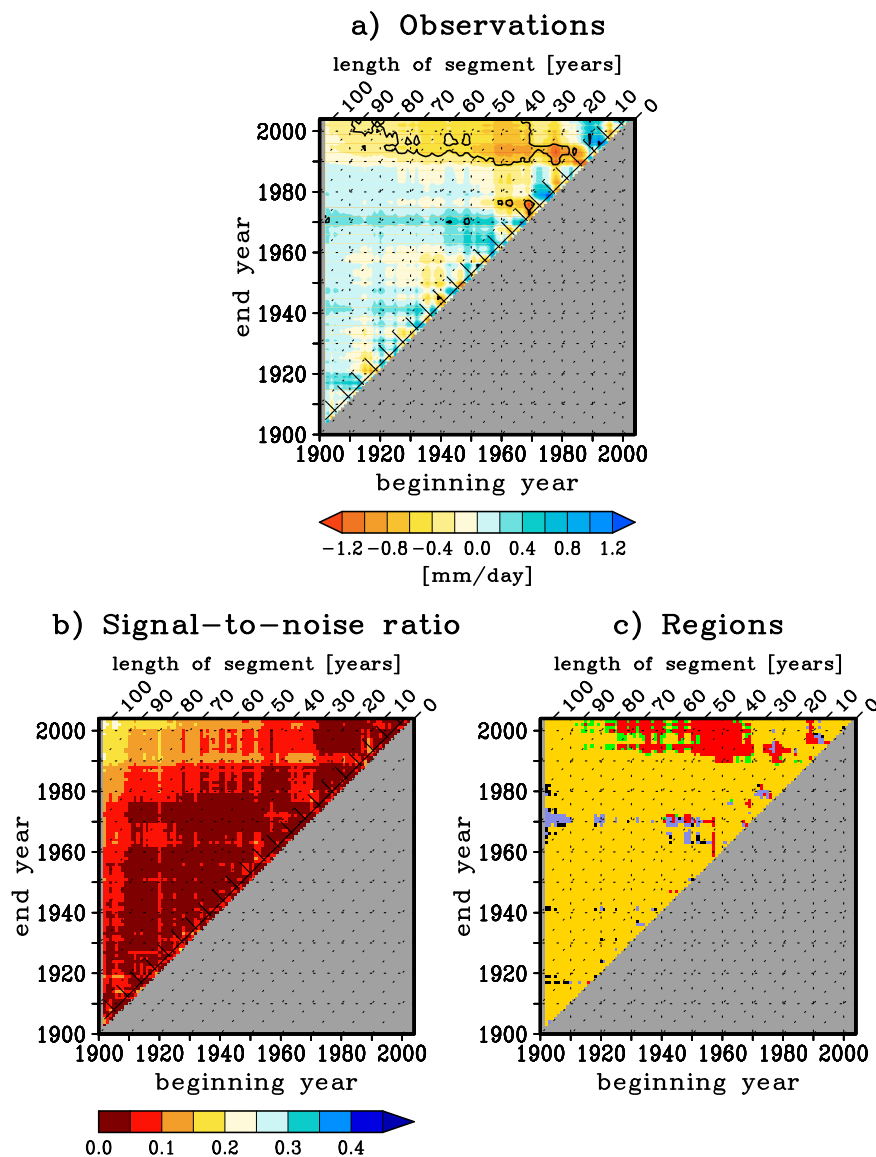 a) Observations
length of segment [years]
100 90 80 70 60 50 40 30 20 10 0
2000
1980
1960
1940
1920
1900
end year
1900 1920 1940 1960 1980 2000
beginning year
−1.2 −0.8 −0.4 0.0 0.4 0.8 1.2
[mm/day]
b) Signal−to−noise ratio
length of segment [years]
100 90 80 70 60 50 40 30 20 10 0
2000
1980
1960
1940
1920
1900
end year
1900 1920 1940 1960 1980 2000
beginning year
0.0 0.1 0.2 0.3 0.4
c) Regions
length of segment [years]
100 90 80 70 60 50 40 30 20 10 0
2000
1980
1960
1940
1920
1900
end year
1900 1920 1940 1960 1980 2000
beginning year